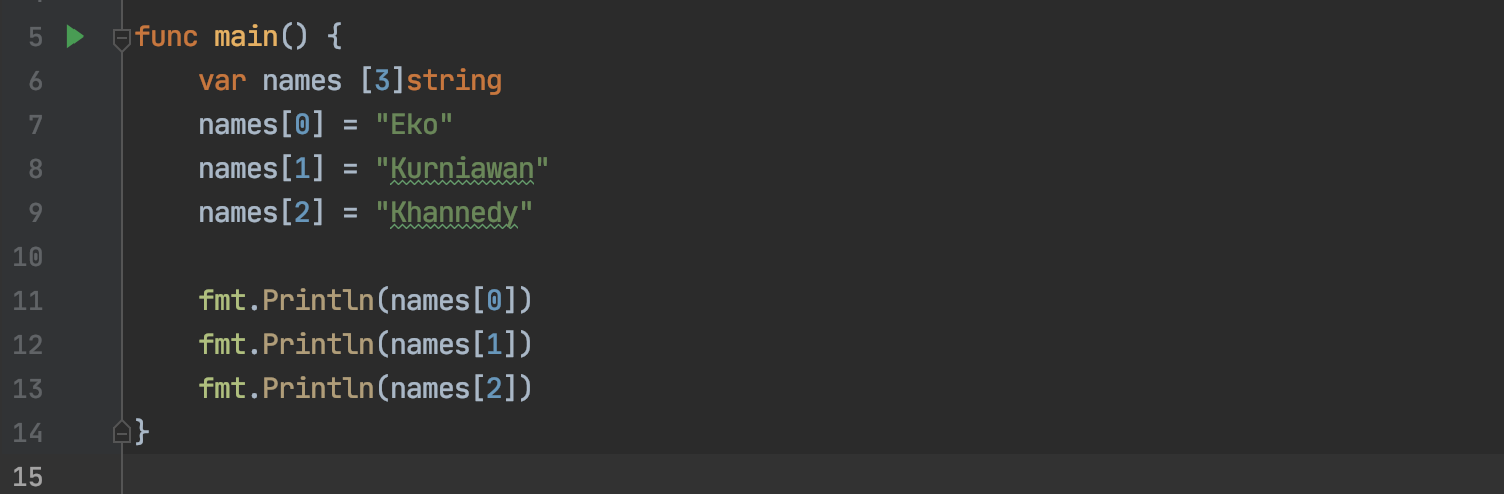 5 func main() {
6     var names [3]string
7     names[0] = "Eko"
8     names[1] = "Kurniawan"
9     names[2] = "Khannedy"
10
11     fmt.Println(names[0])
12     fmt.Println(names[1])
13     fmt.Println(names[2])
14 }
15